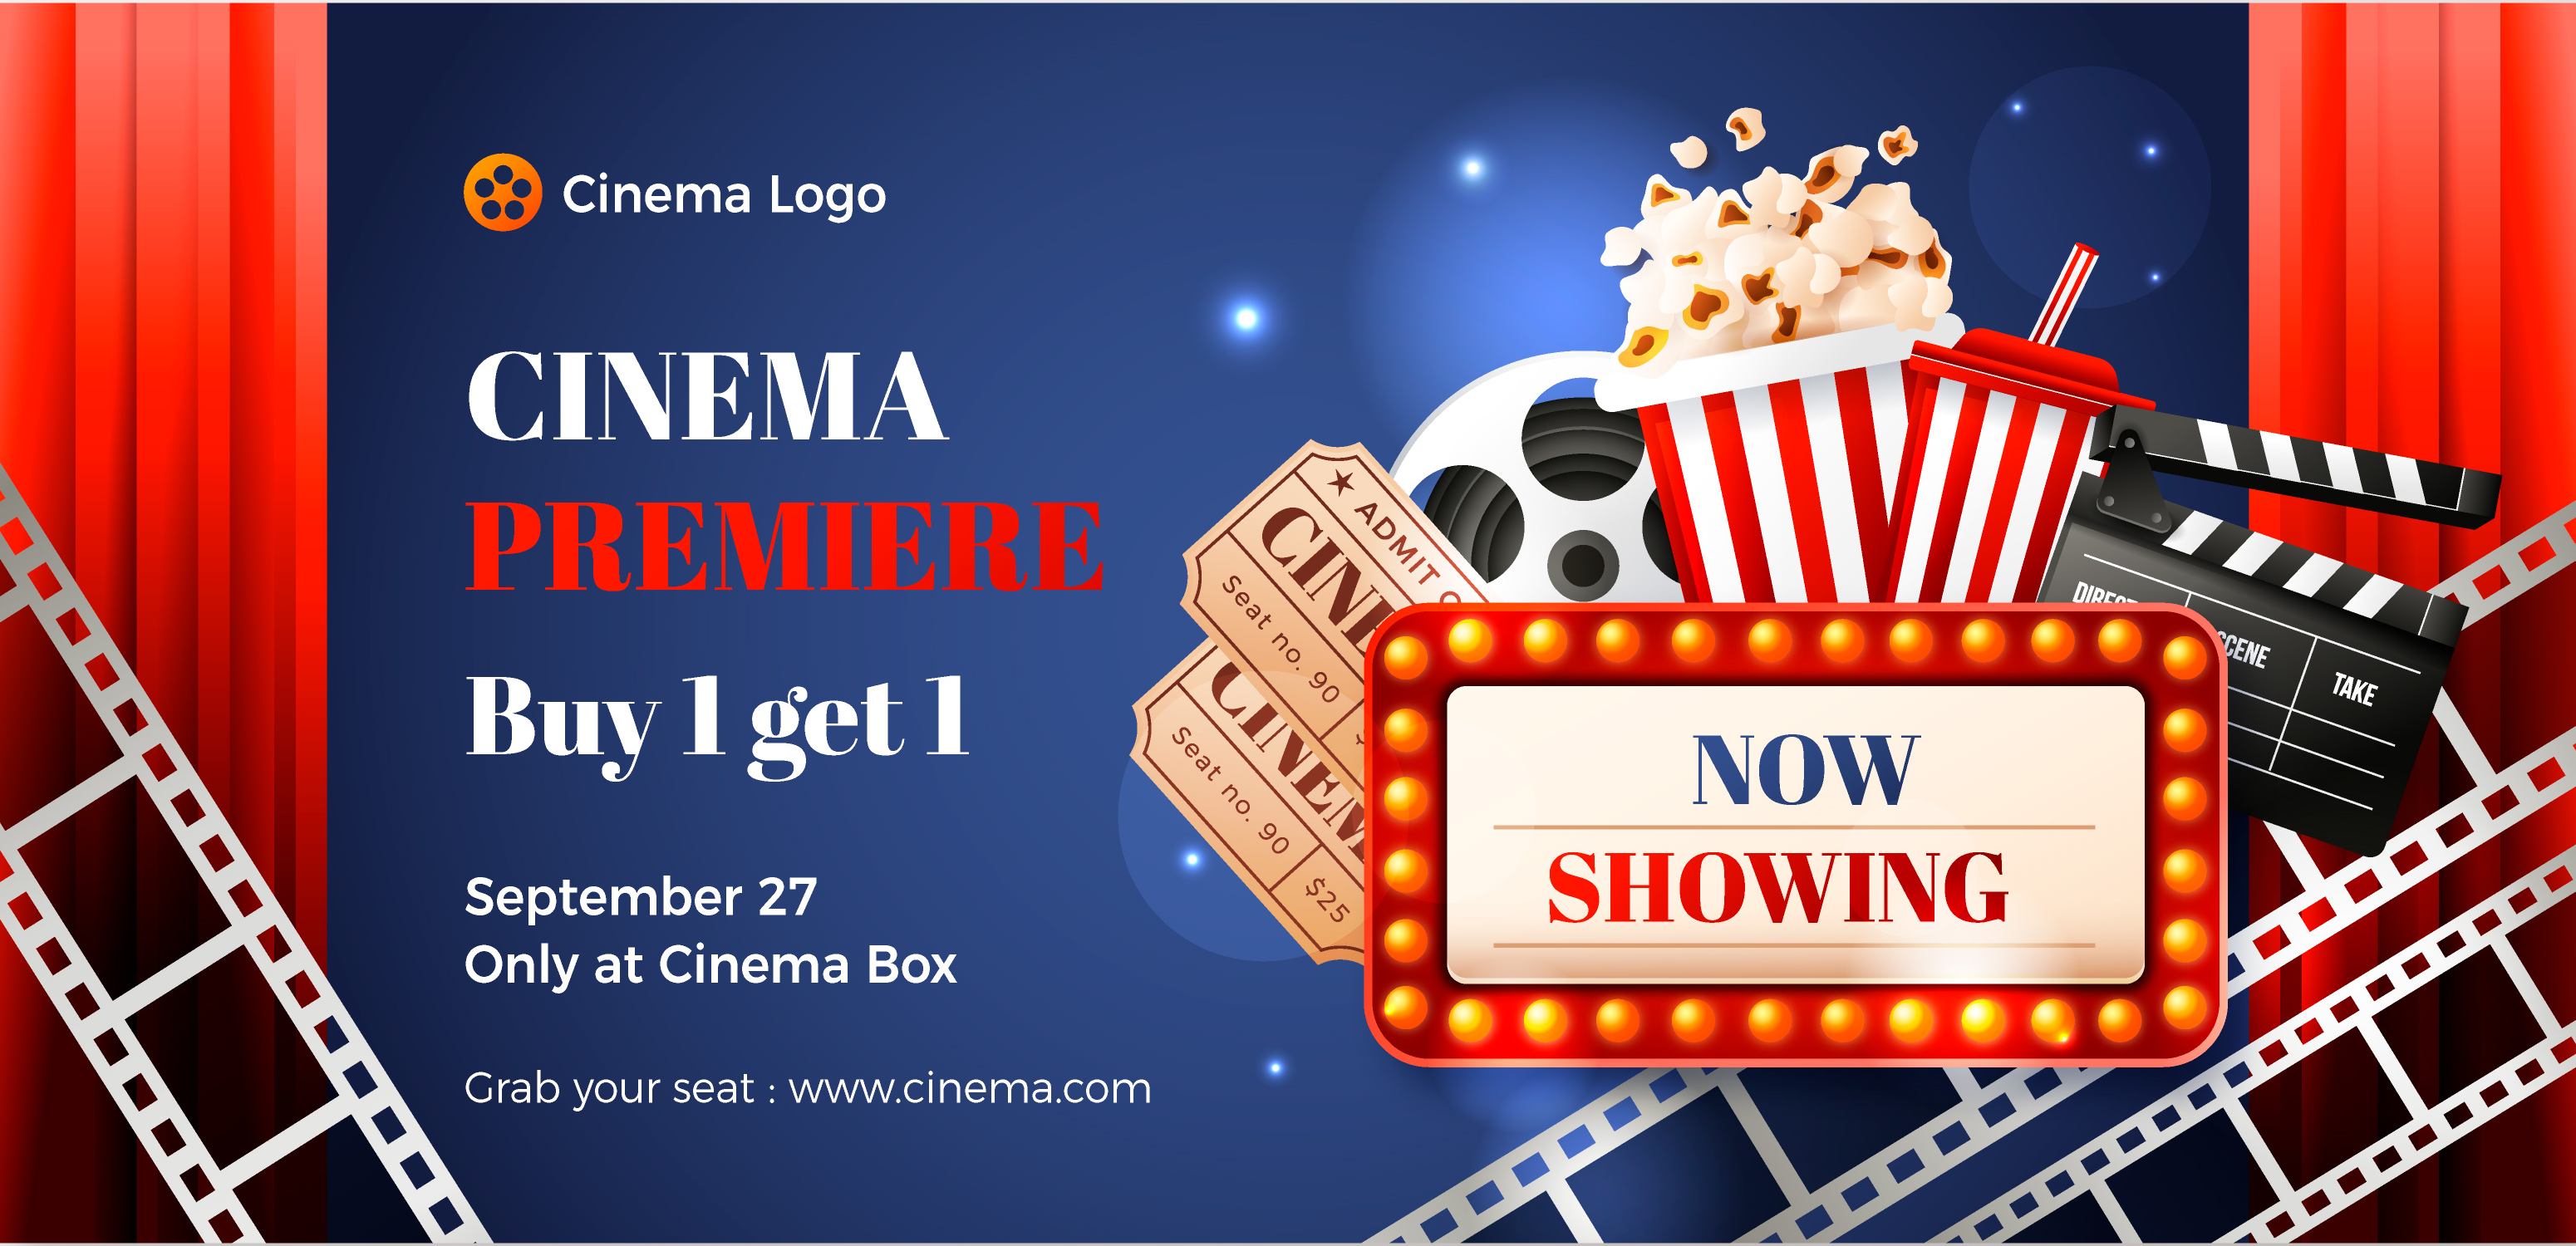 Cinema Logo
CINEMA
PREMIERE
Buy 1 get 1
September 27
Only at Cinema Box
Grab your seat : www.cinema.com
★ ADMIT
Seat no. 90
Seat no. 90
$25
SCENE
TAKE
NOW
SHOWING